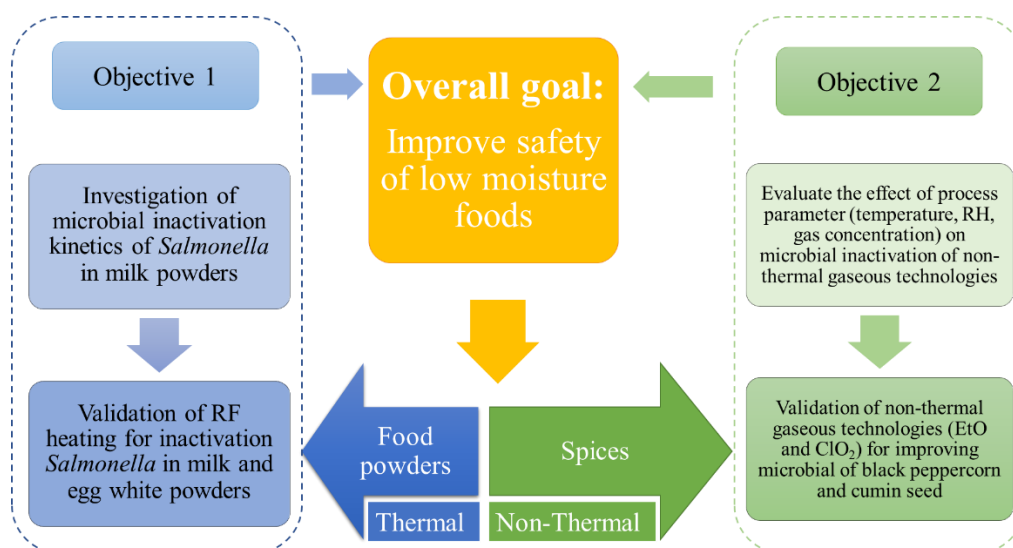 Objective 1
Investigation of
microbial inactivation
kinetics of Salmonella
in milk powders
Validation of RF
heating for inactivation
Salmonella in milk and
egg white powders
Overall goal:
Improve safety
of low moisture
foods
Food
powders
Spices
Thermal
Non-Thermal
Objective 2
Evaluate the effect of process
parameter (temperature, RH,
gas concentration) on
microbial inactivation of non-
thermal gaseous technologies
Validation of non-thermal
gaseous technologies (EtO
and ClO₂) for improving
microbial of black peppercorn
and cumin seed